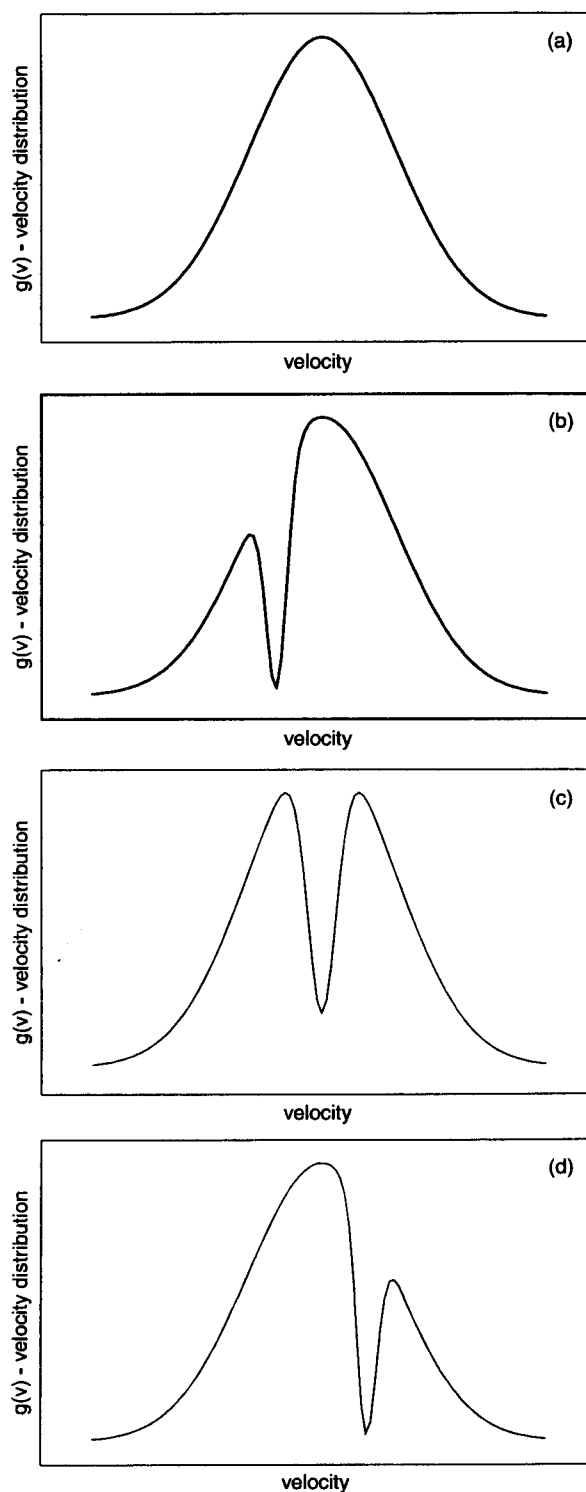 (a)
g(v) - velocity distribution
velocity
(b)
g(v) - velocity distribution
velocity
(c)
g(v) - velocity distribution
velocity
(d)
g(v) - velocity distribution
velocity